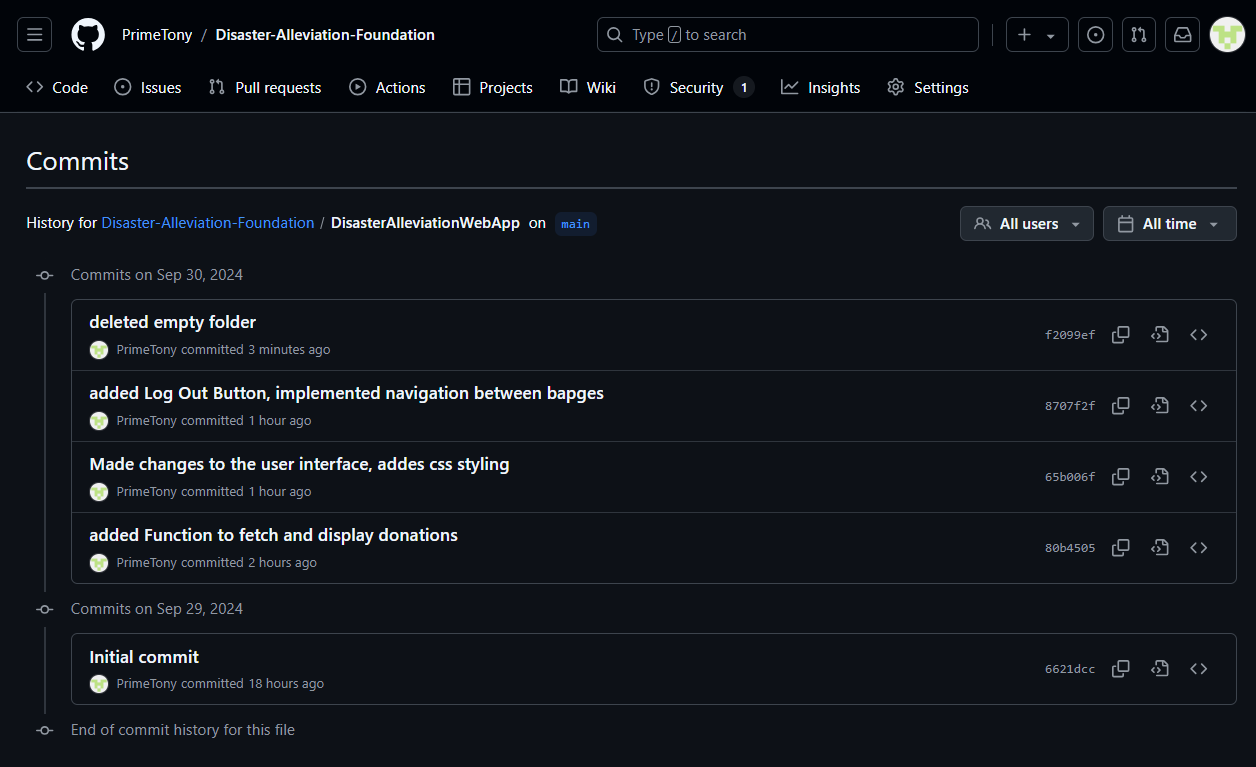 PrimeTony / Disaster-Alleviation-Foundation Type / to search
Code Issues Pull requests Actions Projects Wiki Security 1 Insights Settings
Commits
History for Disaster-Alleviation-Foundation / DisasterAlleviationWebApp on main All users All time
Commits on Sep 30, 2024
deleted empty folder
PrimeTony committed 3 minutes ago f2099ef
added Log Out Button, implemented navigation between bapges
PrimeTony committed 1 hour ago 8707f2f
Made changes to the user interface, addes css styling
PrimeTony committed 1 hour ago 65b006f
added Function to fetch and display donations
PrimeTony committed 2 hours ago 80b4505
Commits on Sep 29, 2024
Initial commit
PrimeTony committed 18 hours ago 6621dcc
End of commit history for this file